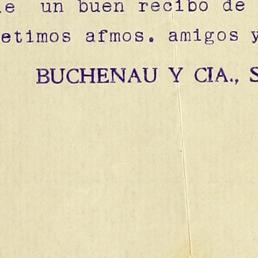 un buen recibo de
etimos afmos. amigos y
BUCHENAU Y CIA., S